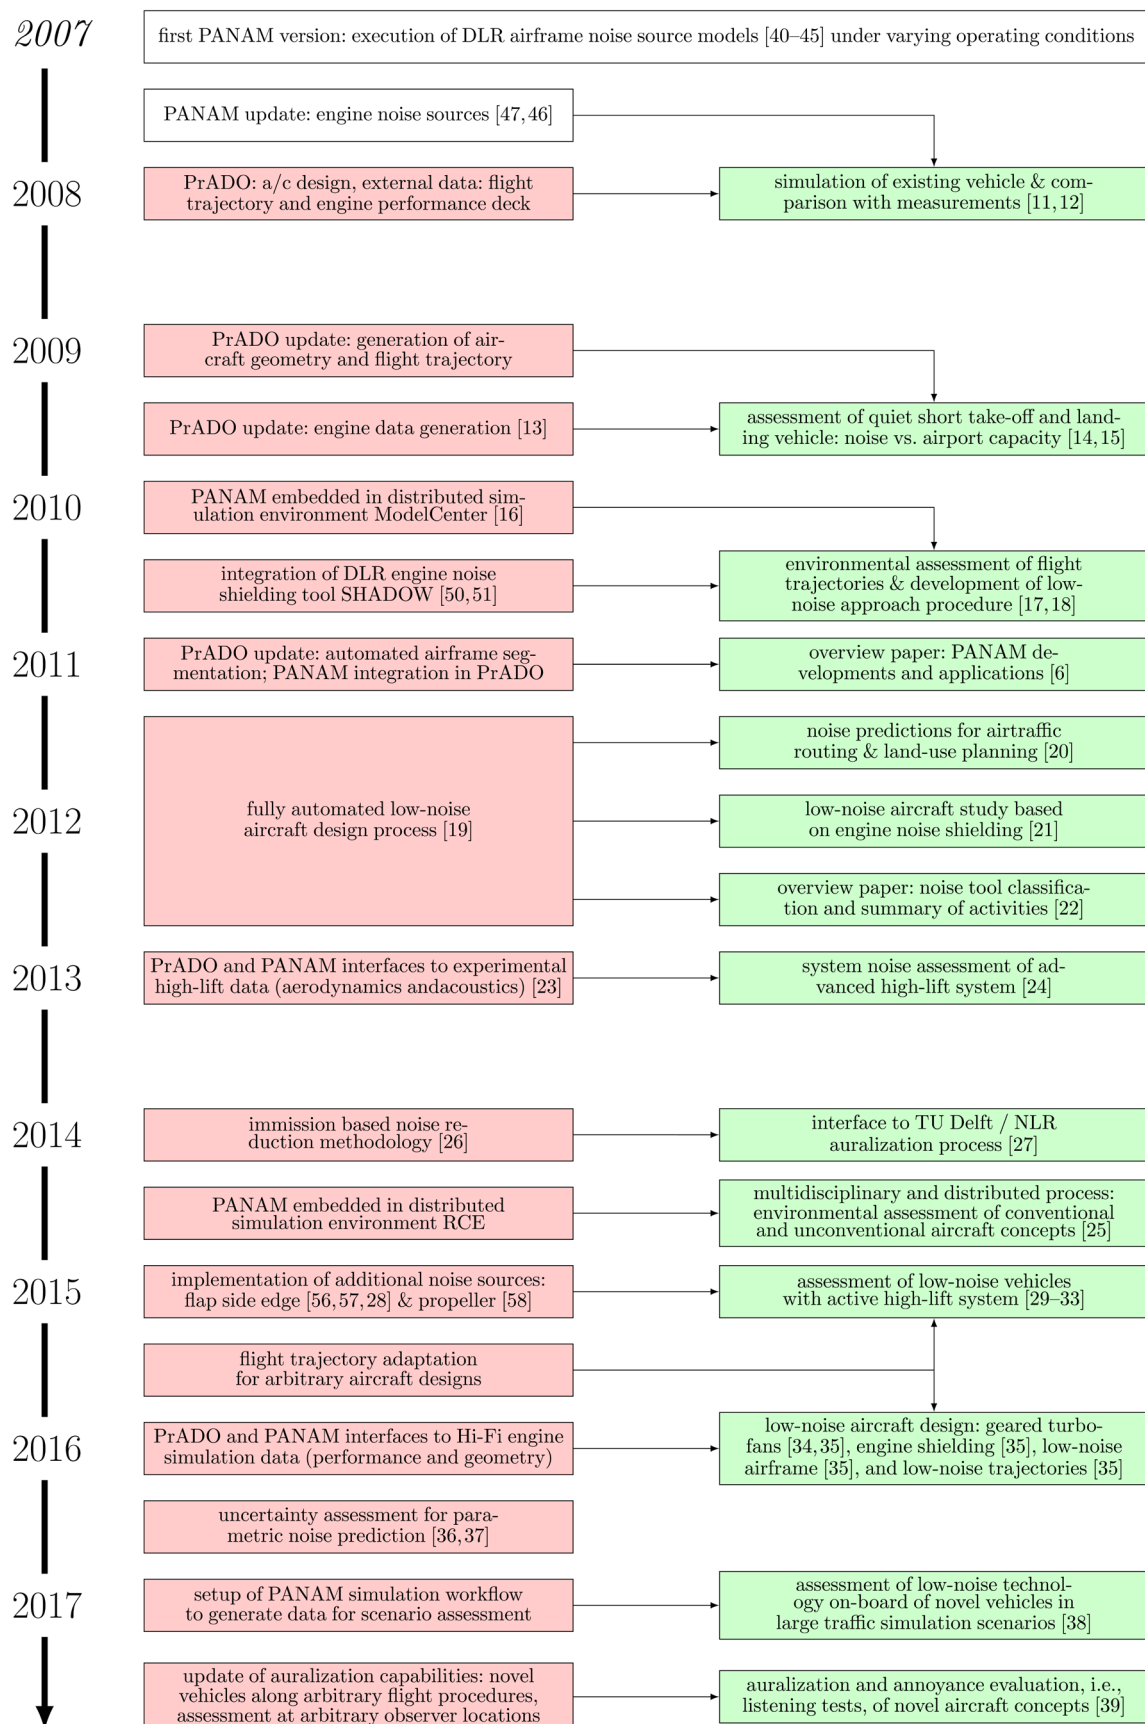 2007
first PANAM version: execution of DLR airframe noise source models [40–45] under varying operating conditions
PANAM update: engine noise sources [47,46]
2008
PrADO: a/c design, external data: flight
trajectory and engine performance deck
simulation of existing vehicle & com-
parison with measurements [11,12]
2009
PrADO update: generation of air-
craft geometry and flight trajectory
PrADO update: engine data generation [13]
assessment of quiet short take-off and land-
ing vehicle: noise vs. airport capacity [14,15]
2010
PANAM embedded in distributed sim-
ulation environment ModelCenter [16]
integration of DLR engine noise
shielding tool SHADOW [50,51]
environmental assessment of flight
trajectories & development of low-
noise approach procedure [17,18]
2011
PrADO update: automated airframe seg-
mentation; PANAM integration in PrADO
overview paper: PANAM de-
velopments and applications [6]
noise predictions for airtraffic
routing & land-use planning [20]
2012
fully automated low-noise
aircraft design process [19]
low-noise aircraft study based
on engine noise shielding [21]
overview paper: noise tool classifica-
tion and summary of activities [22]
2013
PrADO and PANAM interfaces to experimental
high-lift data (aerodynamics andacoustics) [23]
system noise assessment of ad-
vanced high-lift system [24]
2014
immission based noise re-
duction methodology [26]
interface to TU Delft / NLR
auralization process [27]
PANAM embedded in distributed
simulation environment RCE
multidisciplinary and distributed process:
environmental assessment of conventional
and unconventional aircraft concepts [25]
2015
implementation of additional noise sources:
flap side edge [56,57,28] & propeller [58]
assessment of low-noise vehicles
with active high-lift system [29–33]
flight trajectory adaptation
for arbitrary aircraft designs
2016
PrADO and PANAM interfaces to Hi-Fi engine
simulation data (performance and geometry)
low-noise aircraft design: geared turbo-
fans [34,35], engine shielding [35], low-noise
airframe [35], and low-noise trajectories [35]
uncertainty assessment for para-
metric noise prediction [36,37]
2017
setup of PANAM simulation workflow
to generate data for scenario assessment
assessment of low-noise technol-
ogy on-board of novel vehicles in
large traffic simulation scenarios [38]
update of auralization capabilities: novel
vehicles along arbitrary flight procedures,
assessment at arbitrary observer locations
auralization and annoyance evaluation, i.e.,
listening tests, of novel aircraft concepts [39]